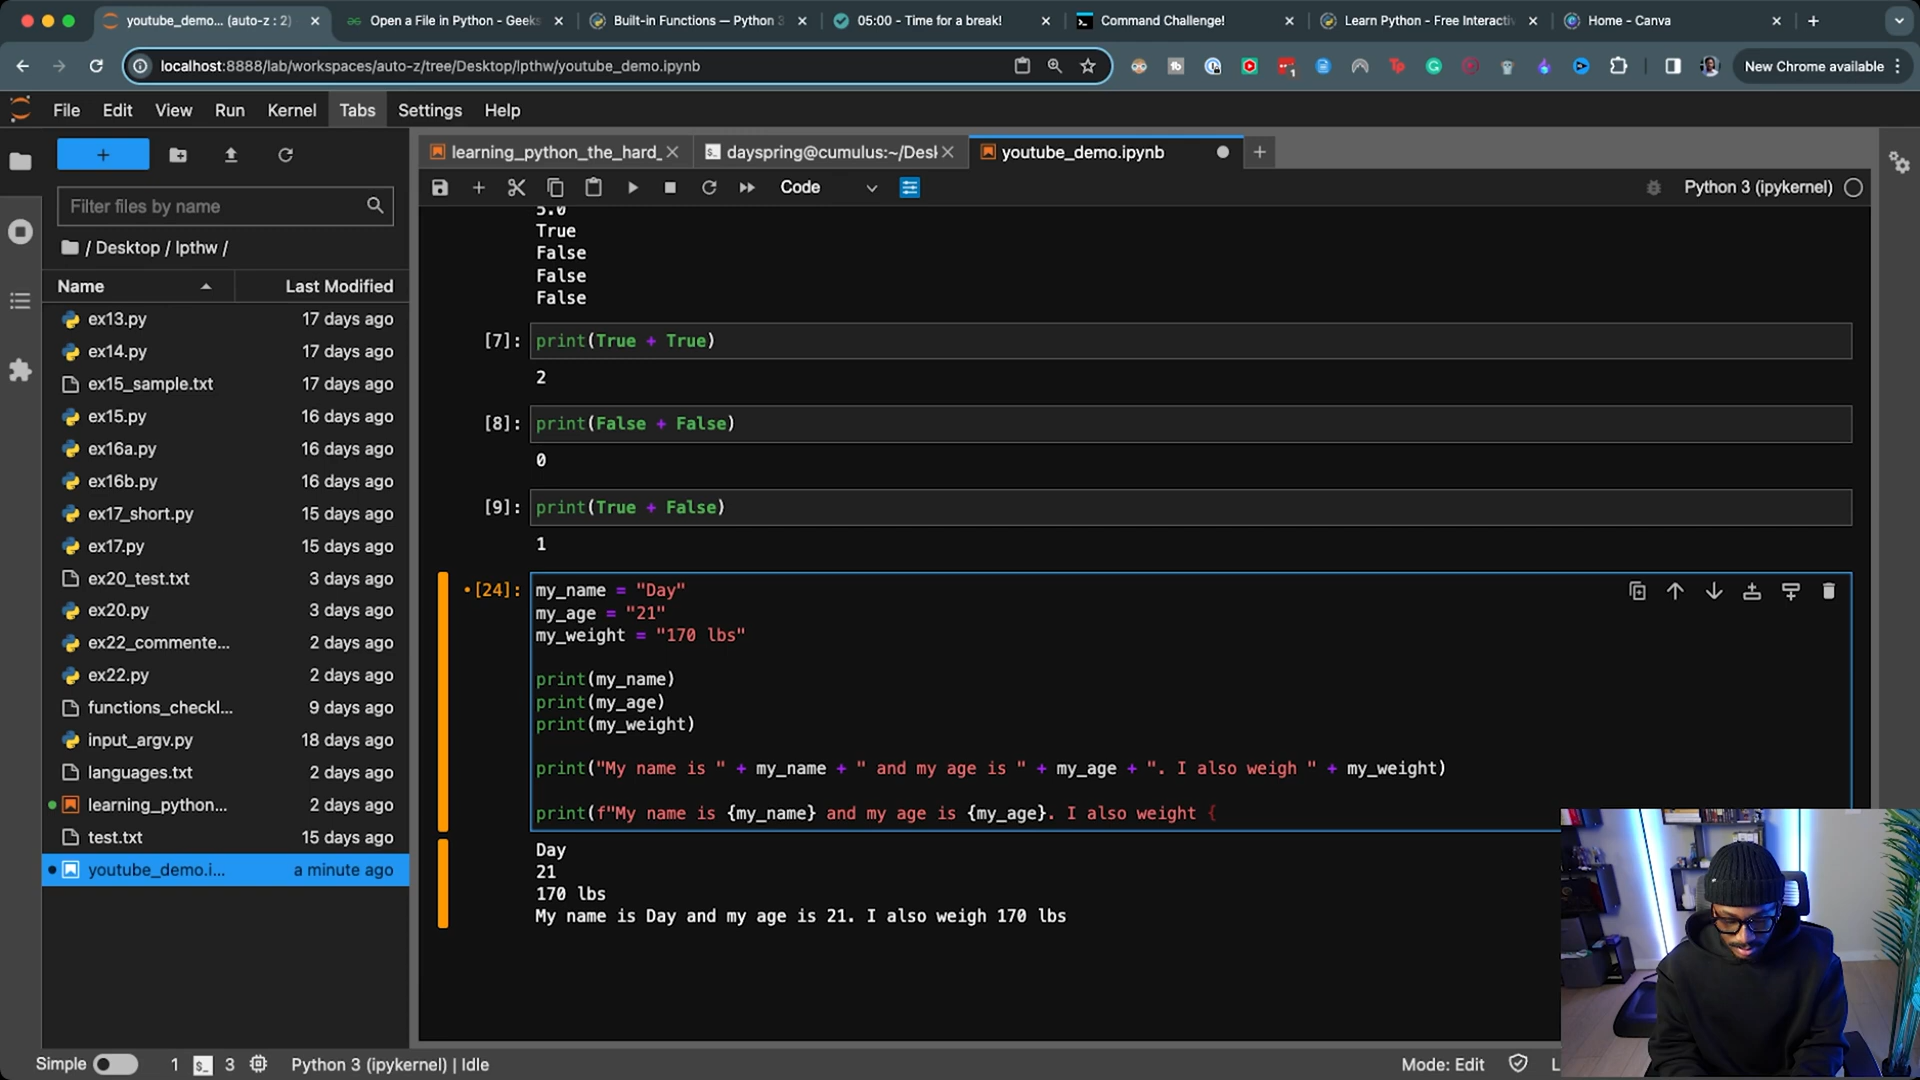 youtube_demo... (auto-z : 2)
Open a File in Python - Geeks
Built-in Functions — Python 3
05:00 - Time for a break!
Command Challenge!
Learn Python - Free Interacti
Home - Canva
localhost:8888/lab/workspaces/auto-z/tree/Desktop/lpthw/youtube_demo.ipynb
New Chrome available
File Edit View Run Kernel Tabs Settings Help
learning_python_the_hard_
dayspring@cumulus:~/Desl
youtube_demo.ipynb
Code
Python 3 (ipykernel)
Filter files by name
/ Desktop / lpthw /
Name Last Modified
ex13.py 17 days ago
ex14.py 17 days ago
ex15_sample.txt 17 days ago
ex15.py 16 days ago
ex16a.py 16 days ago
ex16b.py 16 days ago
ex17_short.py 15 days ago
ex17.py 15 days ago
ex20_test.txt 3 days ago
ex20.py 3 days ago
ex22_commente... 2 days ago
ex22.py 2 days ago
functions_checkl... 9 days ago
input_argv.py 18 days ago
languages.txt 2 days ago
learning_python... 2 days ago
test.txt 15 days ago
youtube_demo.i... a minute ago
5.0
True
False
False
False
[7]: print(True + True)
2
[8]: print(False + False)
0
[9]: print(True + False)
1
[24]: my_name = "Day"
my_age = "21"
my_weight = "170 lbs"
print(my_name)
print(my_age)
print(my_weight)
print("My name is " + my_name + " and my age is " + my_age + ". I also weigh " + my_weight)
print(f"My name is {my_name} and my age is {my_age}. I also weight {
Day
21
170 lbs
My name is Day and my age is 21. I also weigh 170 lbs
Simple 1 3 Python 3 (ipykernel) | Idle
Mode: Edit